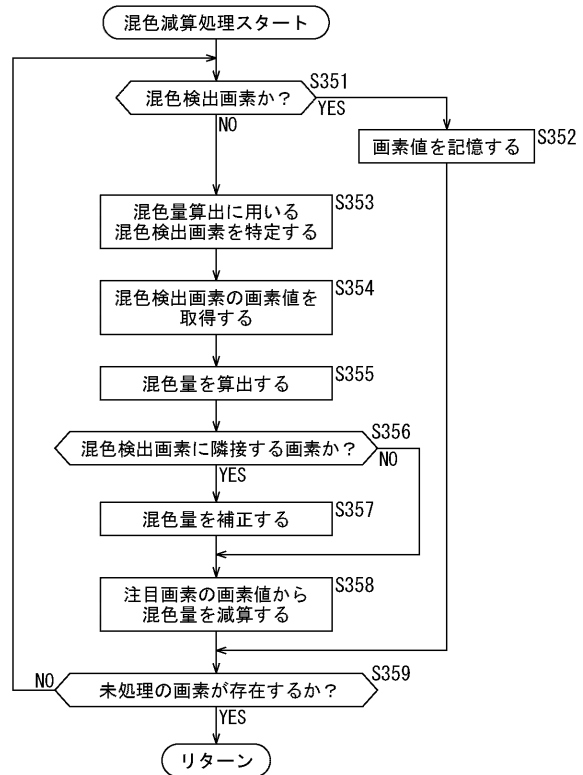 混色減算処理スタート
S351
混色検出画素か？
YES
NO
S352
画素値を記憶する
S353
混色量算出に用いる
混色検出画素を特定する
S354
混色検出画素の画素値を
取得する
S355
混色量を算出する
S356
混色検出画素に隣接する画素か？
NO
YES
S357
混色量を補正する
S358
注目画素の画素値から
混色量を減算する
S359
NO
未処理の画素が存在するか？
YES
リターン